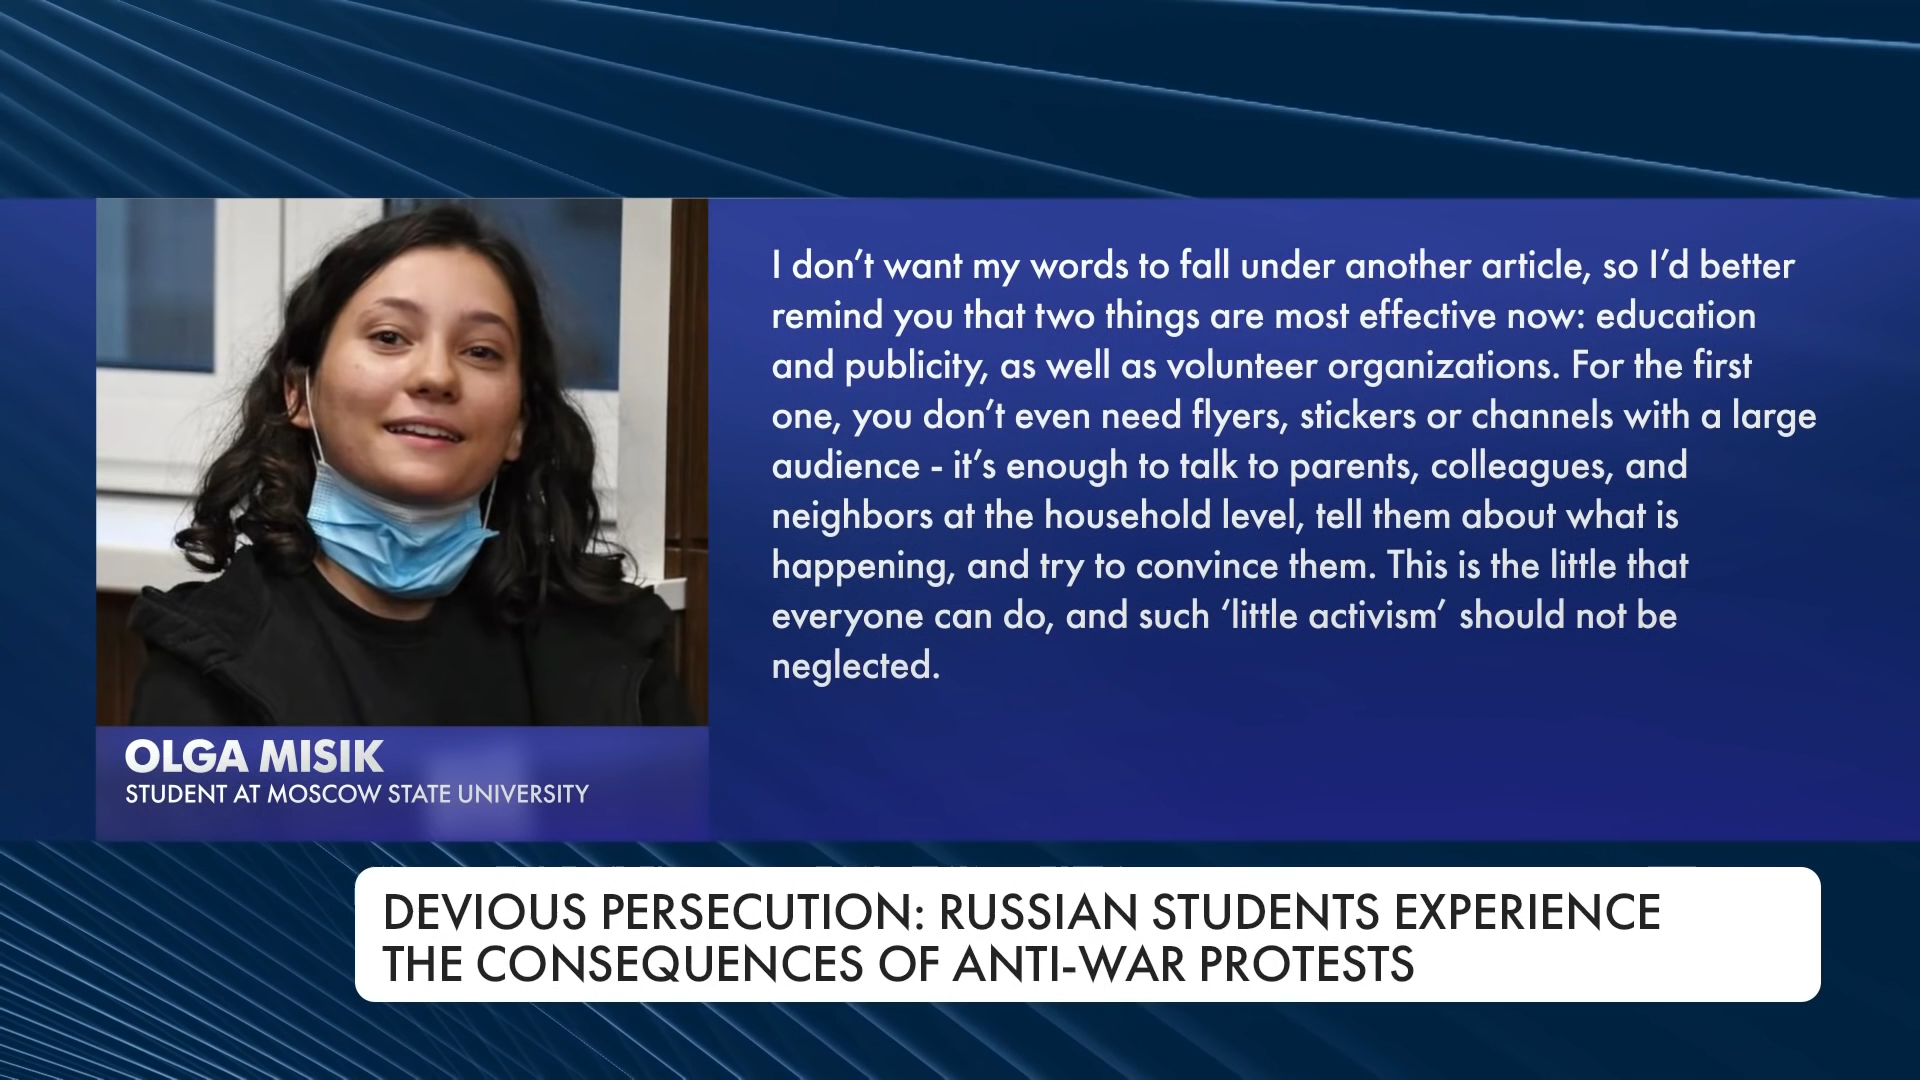 I don’t want my words to fall under another article, so I’d better
remind you that two things are most effective now: education
and publicity, as well as volunteer organizations. For the first
one, you don’t even need flyers, stickers or channels with a large
audience - it’s enough to talk to parents, colleagues, and
neighbors at the household level, tell them about what is
happening, and try to convince them. This is the little that
everyone can do, and such ‘little activism’ should not be
neglected.
OLGA MISIK
STUDENT AT MOSCOW STATE UNIVERSITY
DEVIOUS PERSECUTION: RUSSIAN STUDENTS EXPERIENCE
THE CONSEQUENCES OF ANTI-WAR PROTESTS